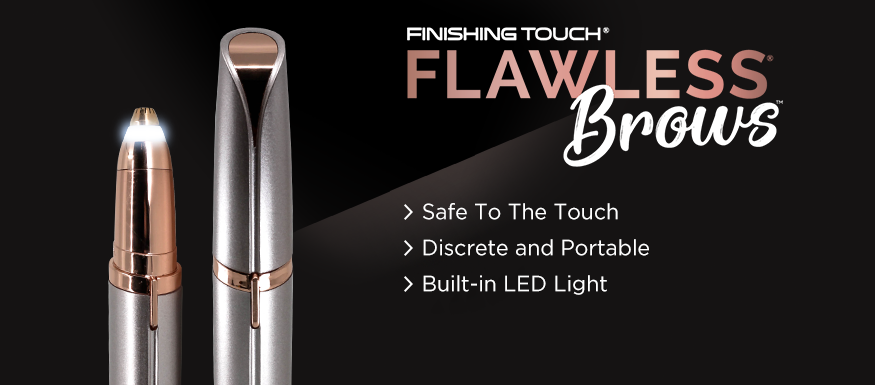 FINISHING TOUCH®
FLAWLESS®
Brows™
> Safe To The Touch
> Discrete and Portable
> Built-in LED Light